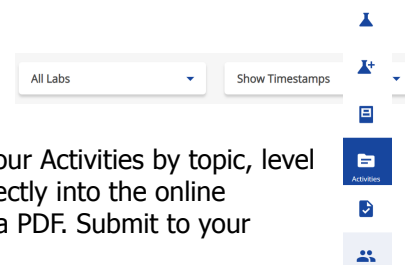 All Labs
Show Timestamps
Activities
our Activities by topic, level
ectly into the online
a PDF. Submit to your